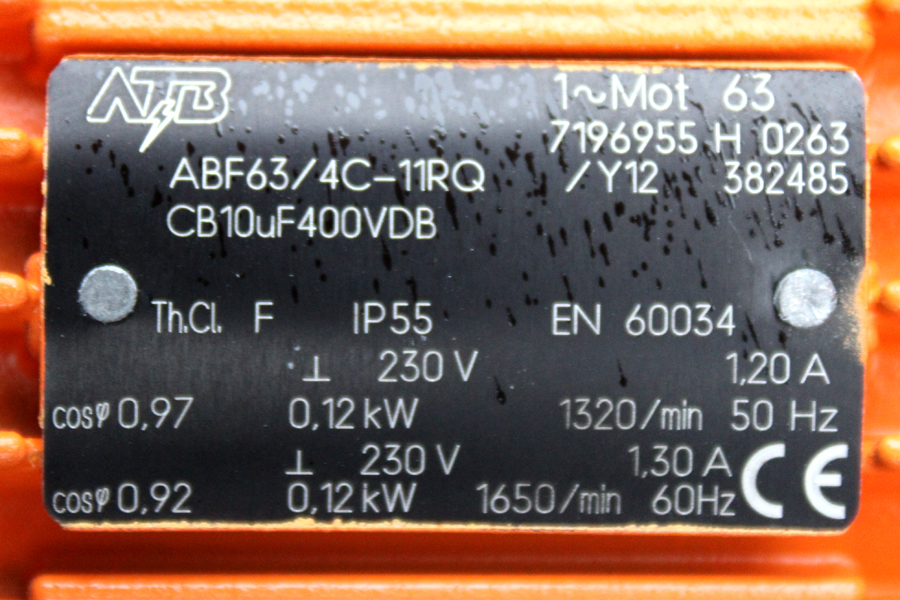 ATB
1~Mot 63
7196955 H 0263
ABF63/4C-11RQ /Y12 382485
CB10uF400VDB
Th.Cl. F IP55 EN 60034
⊥ 230 V 1,20 A
cosφ 0,97 0,12 kW 1320/min 50 Hz
⊥ 230 V 1,30 A
cosφ 0,92 0,12 kW 1650/min 60Hz
CE